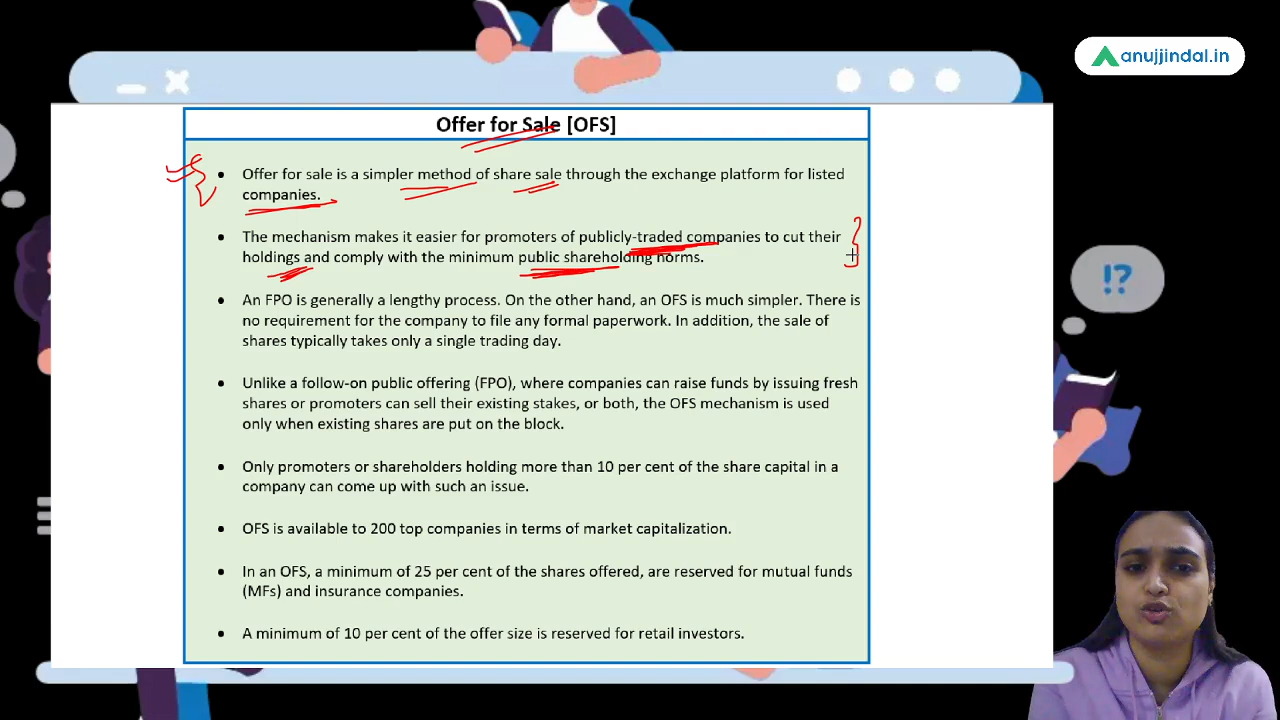 anujjindal.in
Offer for Sale [OFS]
• Offer for sale is a simpler method of share sale through the exchange platform for listed
companies.
• The mechanism makes it easier for promoters of publicly-traded companies to cut their
holdings and comply with the minimum public shareholding norms.
• An FPO is generally a lengthy process. On the other hand, an OFS is much simpler. There is
no requirement for the company to file any formal paperwork. In addition, the sale of
shares typically takes only a single trading day.
• Unlike a follow-on public offering (FPO), where companies can raise funds by issuing fresh
shares or promoters can sell their existing stakes, or both, the OFS mechanism is used
only when existing shares are put on the block.
• Only promoters or shareholders holding more than 10 per cent of the share capital in a
company can come up with such an issue.
• OFS is available to 200 top companies in terms of market capitalization.
• In an OFS, a minimum of 25 per cent of the shares offered, are reserved for mutual funds
(MFs) and insurance companies.
• A minimum of 10 per cent of the offer size is reserved for retail investors.
!?